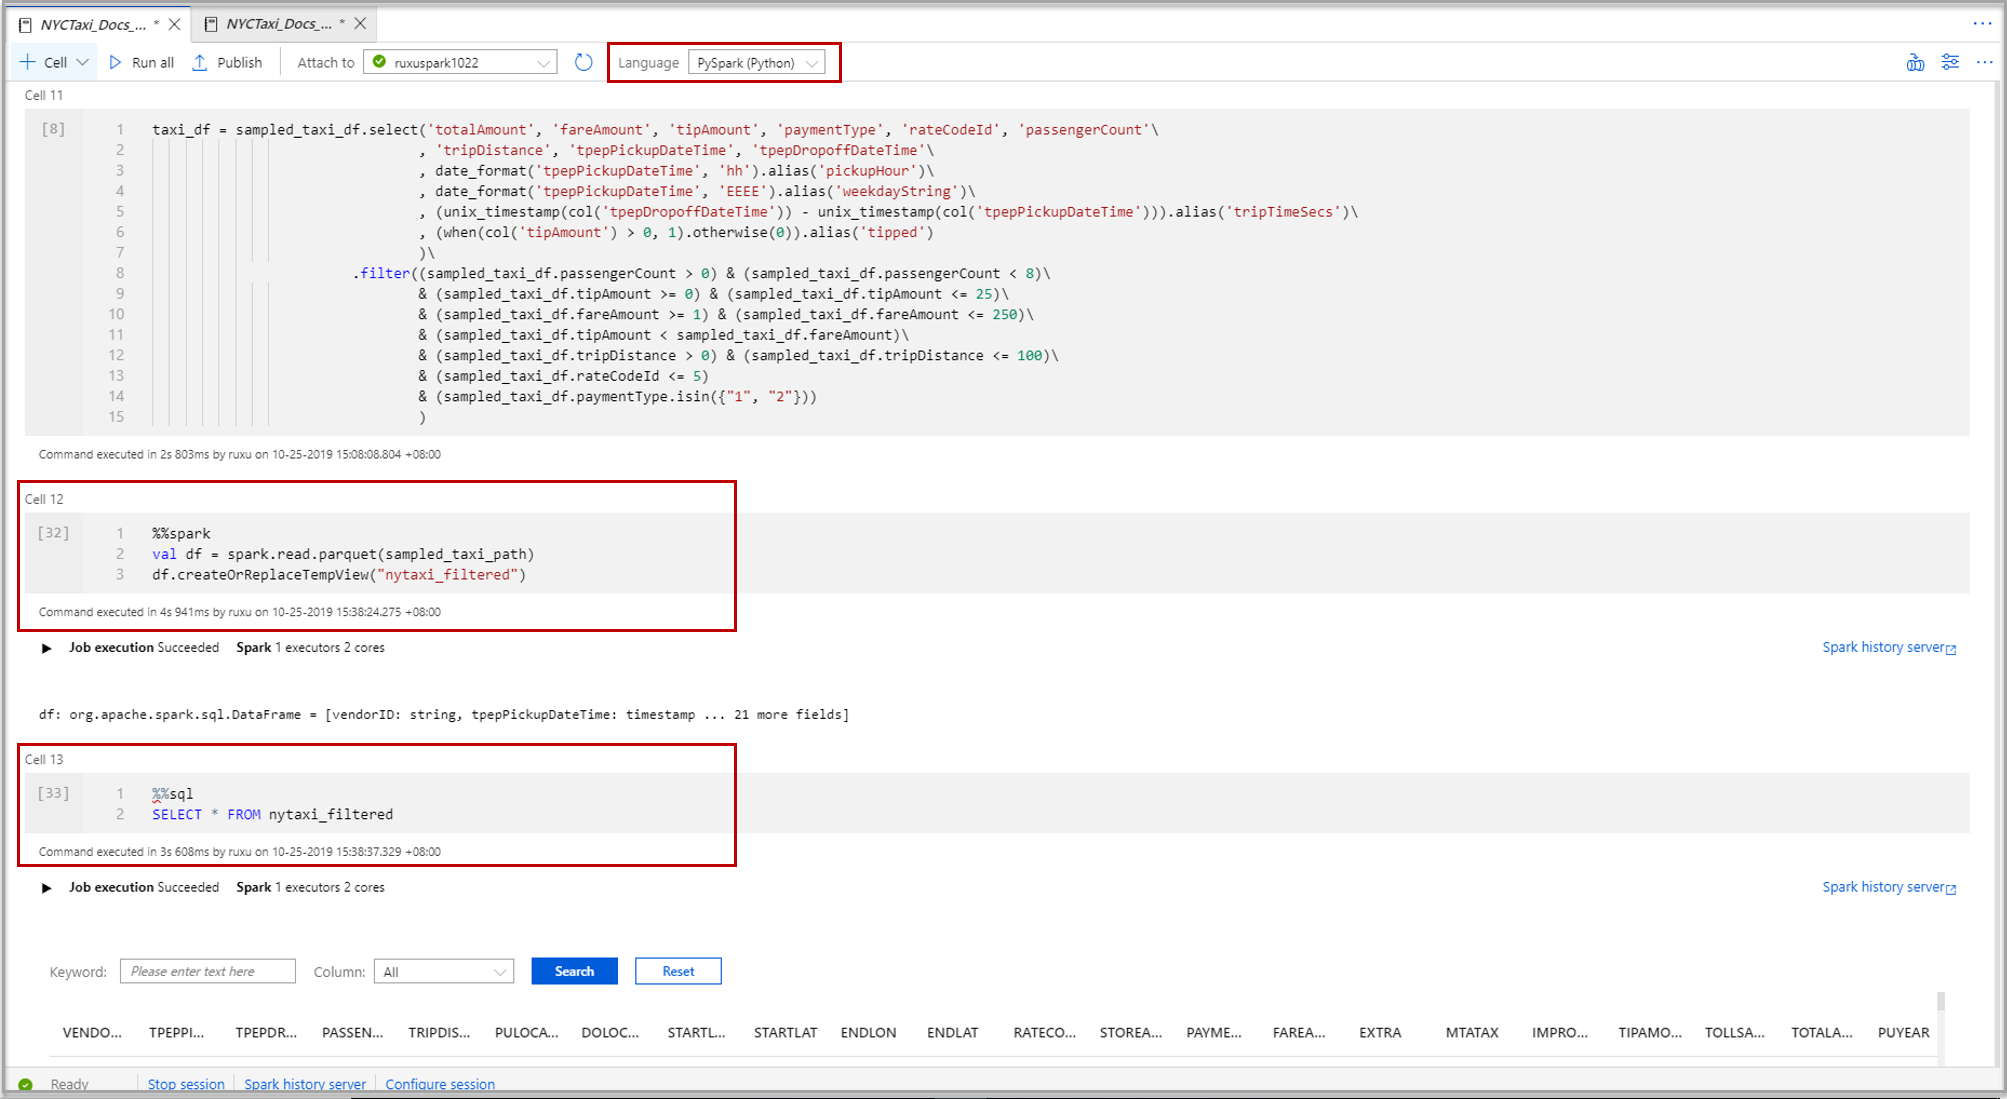 NYCTaxi_Docs_... *
NYCTaxi_Docs_... *
Cell
Run all
Publish
Attach to
ruxuspark1022
Language
PySpark (Python)
Cell 11
[8]
1 taxi_df = sampled_taxi_df.select('totalAmount', 'fareAmount', 'tipAmount', 'paymentType', 'rateCodeId', 'passengerCount'\
2 , 'tripDistance', 'tpepPickupDateTime', 'tpepDropoffDateTime'\
3 , date_format('tpepPickupDateTime', 'hh').alias('pickupHour')\
4 , date_format('tpepPickupDateTime', 'EEEE').alias('weekdayString')\
5 , (unix_timestamp(col('tpepDropoffDateTime')) - unix_timestamp(col('tpepPickupDateTime'))).alias('tripTimeSecs')\
6 , (when(col('tipAmount') > 0, 1).otherwise(0)).alias('tipped')
7 )\
8 .filter((sampled_taxi_df.passengerCount > 0) & (sampled_taxi_df.passengerCount < 8)\
9 & (sampled_taxi_df.tipAmount >= 0) & (sampled_taxi_df.tipAmount <= 25)\
10 & (sampled_taxi_df.fareAmount >= 1) & (sampled_taxi_df.fareAmount <= 250)\
11 & (sampled_taxi_df.tipAmount < sampled_taxi_df.fareAmount)\
12 & (sampled_taxi_df.tripDistance > 0) & (sampled_taxi_df.tripDistance <= 100)\
13 & (sampled_taxi_df.rateCodeId <= 5)
14 & (sampled_taxi_df.paymentType.isin({"1", "2"}))
15 )
Command executed in 2s 803ms by ruxu on 10-25-2019 15:08:08.804 +08:00
Cell 12
[32]
1 %%spark
2 val df = spark.read.parquet(sampled_taxi_path)
3 df.createOrReplaceTempView("nytaxi_filtered")
Command executed in 4s 941ms by ruxu on 10-25-2019 15:38:24.275 +08:00
Job execution Succeeded Spark 1 executors 2 cores
Spark history server
df: org.apache.spark.sql.DataFrame = [vendorID: string, tpepPickupDateTime: timestamp ... 21 more fields]
Cell 13
[33]
1 %%sql
2 SELECT * FROM nytaxi_filtered
Command executed in 3s 608ms by ruxu on 10-25-2019 15:38:37.329 +08:00
Job execution Succeeded Spark 1 executors 2 cores
Spark history server
Keyword: Please enter text here Column: All Search Reset
VENDO... TPEPPI... TPEPDR... PASSEN... TRIPDIS... PULOCA... DOLOC... STARTL... STARTLAT ENDLON ENDLAT RATECO... STOREA... PAYME... FAREA... EXTRA MTATAX IMPRO... TIPAMO... TOLLSA... TOTALA... PUYEAR
Ready Stop session Spark history server Configure session